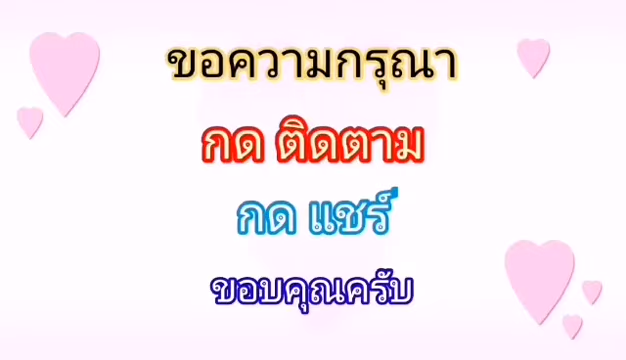 ขอความกรุณา
กด ติดตาม
กด แชร์
ขอบคุณครับ